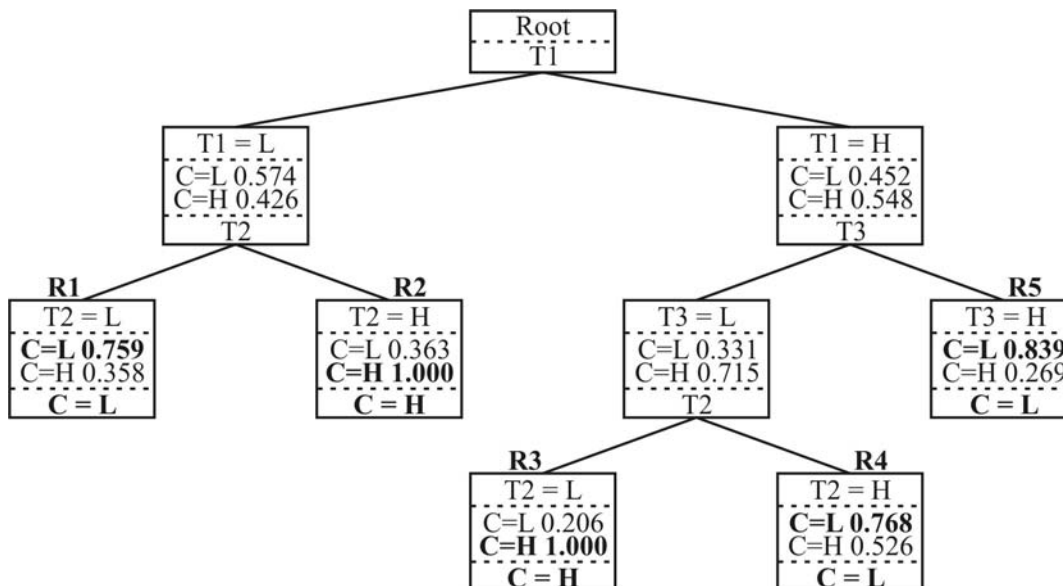 Root
T1
T1 = L
C=L 0.574
C=H 0.426
T2
T1 = H
C=L 0.452
C=H 0.548
T3
R1
T2 = L
C=L 0.759
C=H 0.358
C = L
R2
T2 = H
C=L 0.363
C=H 1.000
C = H
T3 = L
C=L 0.331
C=H 0.715
T2
R5
T3 = H
C=L 0.839
C=H 0.269
C = L
R3
T2 = L
C=L 0.206
C=H 1.000
C = H
R4
T2 = H
C=L 0.768
C=H 0.526
C = L